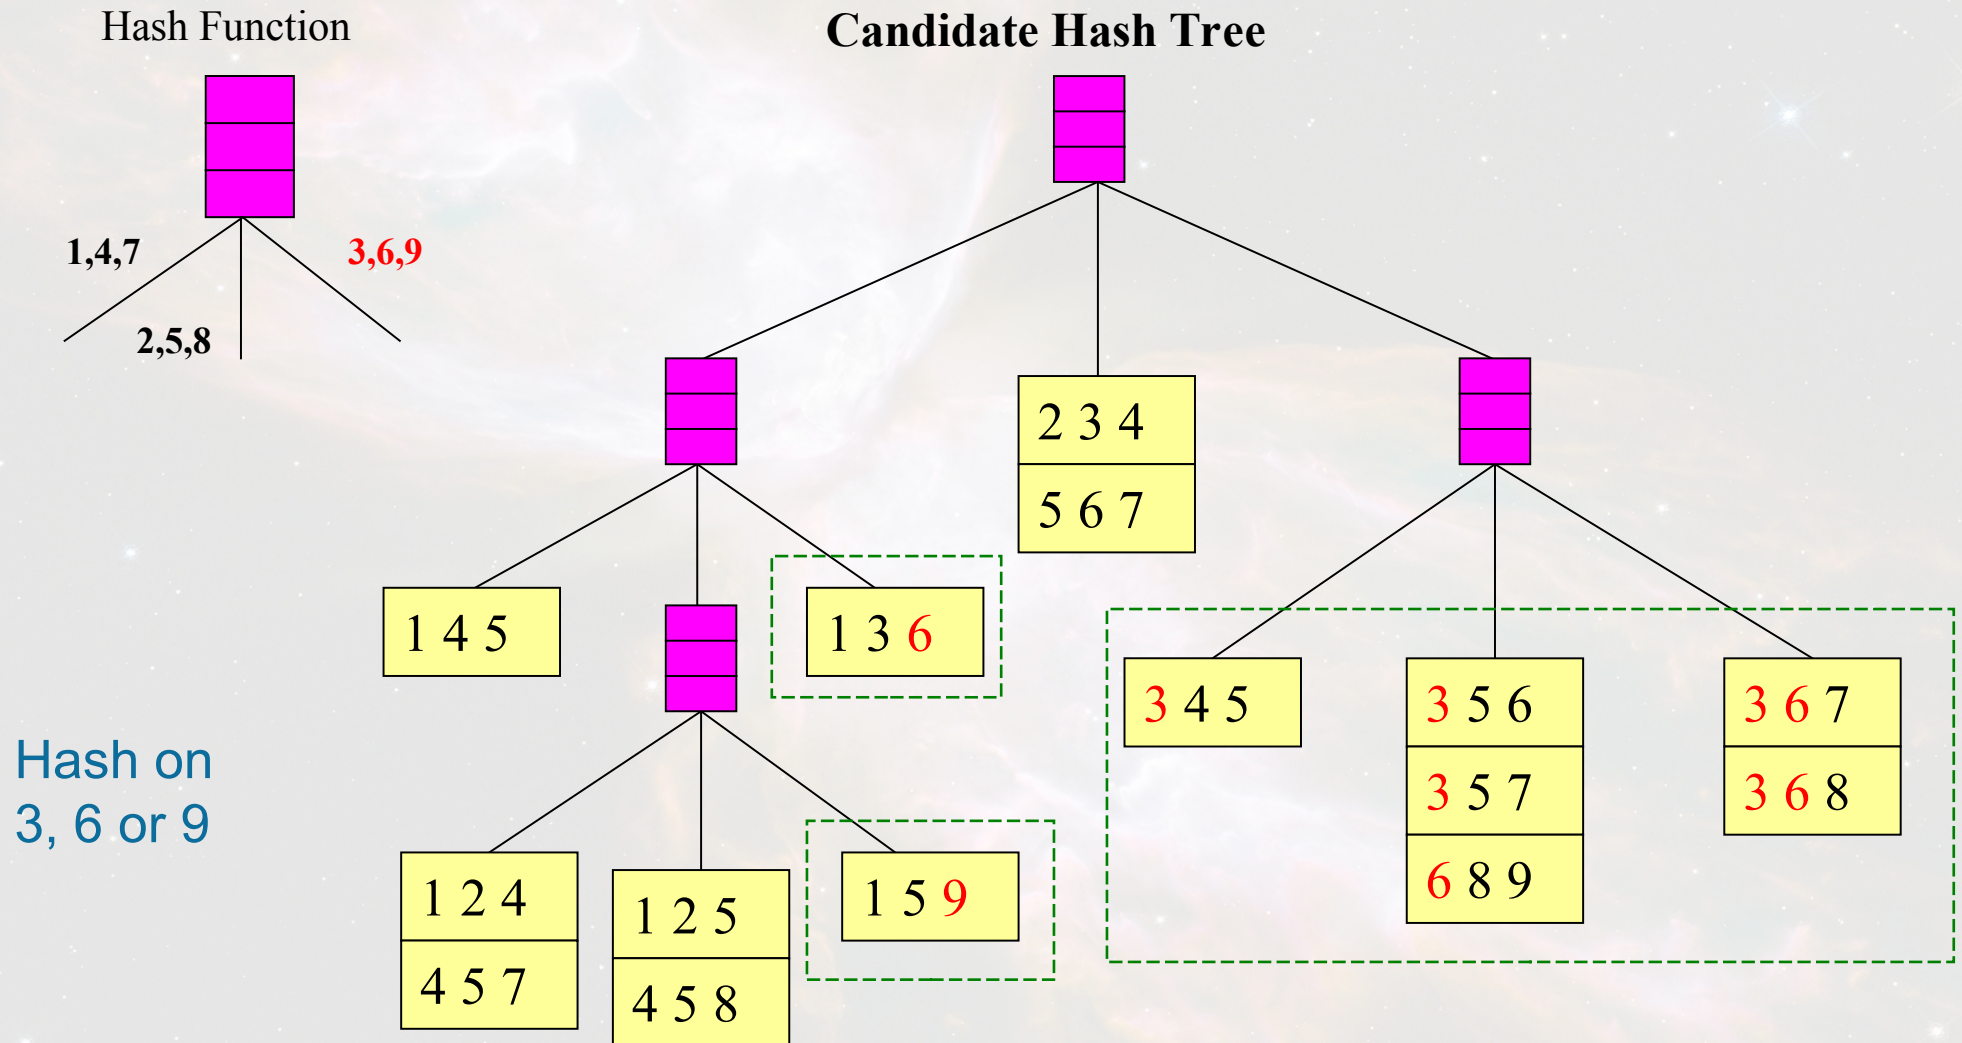 Hash Function
Candidate Hash Tree
1,4,7
3,6,9
2,5,8
2 3 4
5 6 7
1 4 5
1 3 6
3 4 5
3 5 6
3 6 7
3 5 7
3 6 8
6 8 9
Hash on
3, 6 or 9
1 2 4
1 2 5
1 5 9
4 5 7
4 5 8